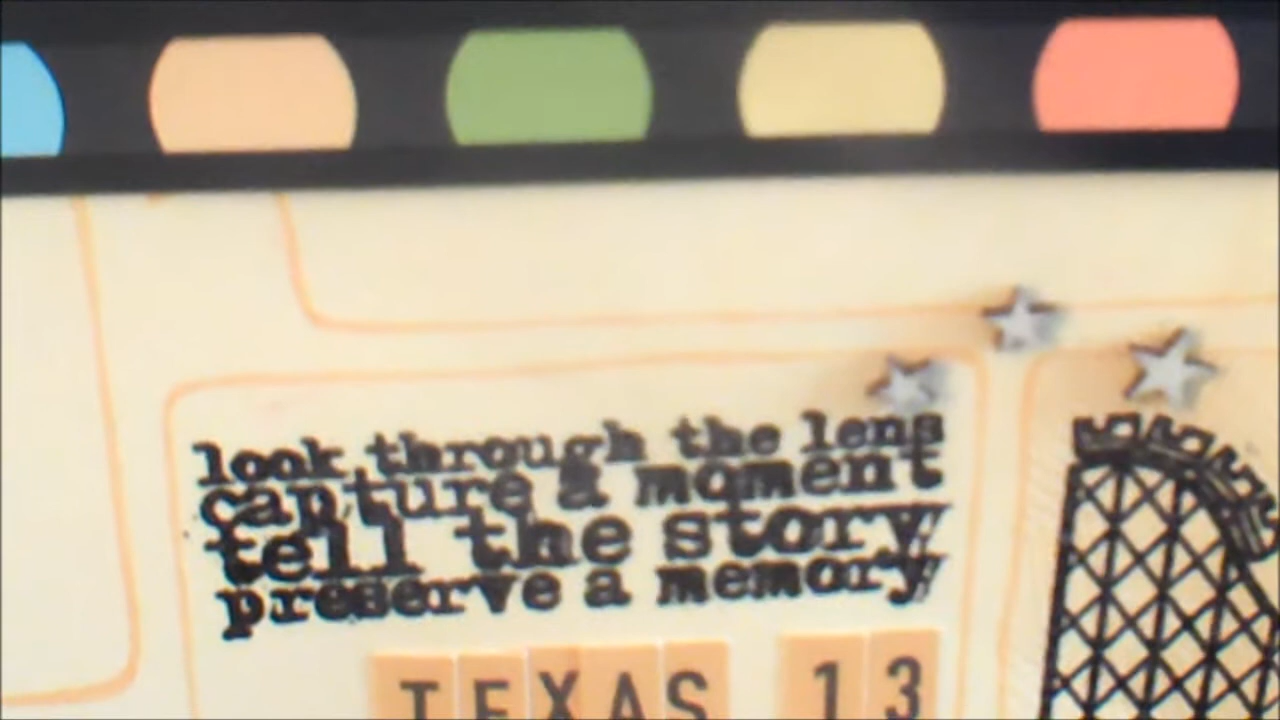 look through the lens
capture a moment
tell the story
preserve a memory
TEXAS 13